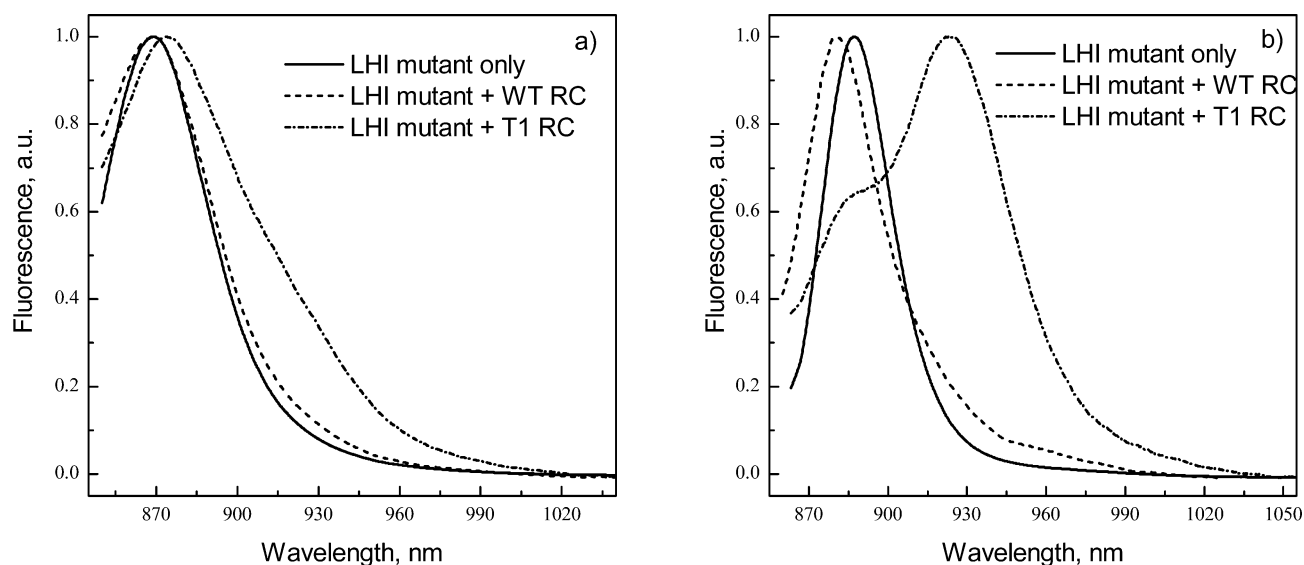 a)
LHI mutant only
LHI mutant + WT RC
LHI mutant + T1 RC
Fluorescence, a.u.
1.0
0.8
0.6
0.4
0.2
0.0
870 900 930 960 990 1020
Wavelength, nm
b)
LHI mutant only
LHI mutant + WT RC
LHI mutant + T1 RC
Fluorescence, a.u.
1.0
0.8
0.6
0.4
0.2
0.0
870 900 930 960 990 1020 1050
Wavelength, nm